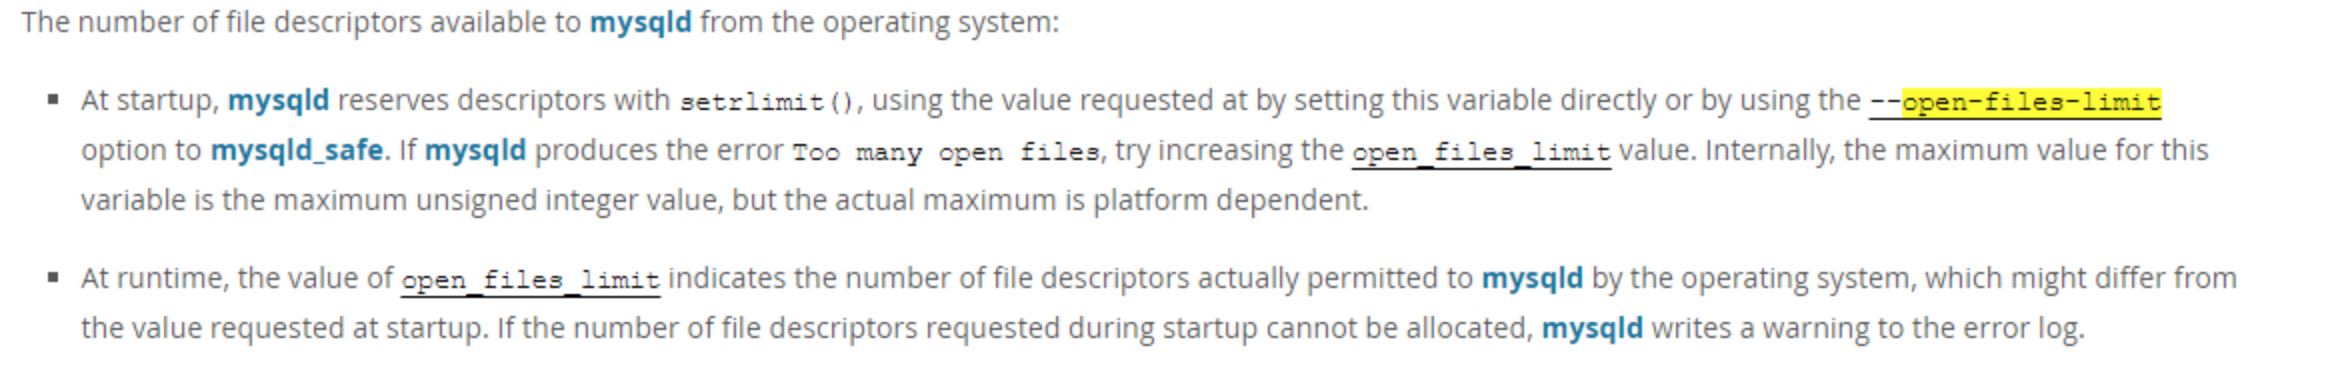 The number of file descriptors available to mysqld from the operating system:
▪ At startup, mysqld reserves descriptors with setrlimit(), using the value requested at by setting this variable directly or by using the --open-files-limit
option to mysqld_safe. If mysqld produces the error Too many open files, try increasing the open_files_limit value. Internally, the maximum value for this
variable is the maximum unsigned integer value, but the actual maximum is platform dependent.
▪ At runtime, the value of open_files_limit indicates the number of file descriptors actually permitted to mysqld by the operating system, which might differ from
the value requested at startup. If the number of file descriptors requested during startup cannot be allocated, mysqld writes a warning to the error log.